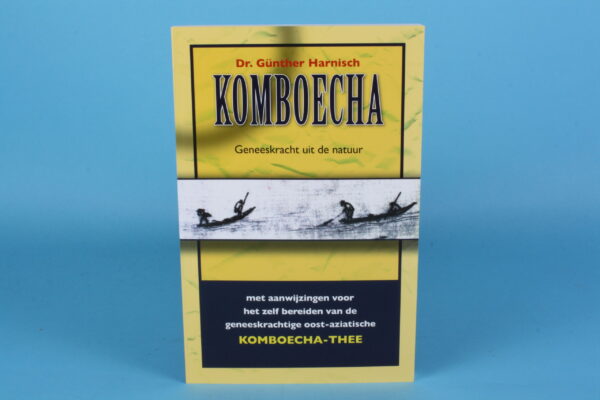 Dr. Günther Harnisch
KOMBOECHA
Geneeskracht uit de natuur
met aanwijzingen voor
het zelf bereiden van de
geneeskrachtige oost-aziatische
KOMBOECHA-THEE